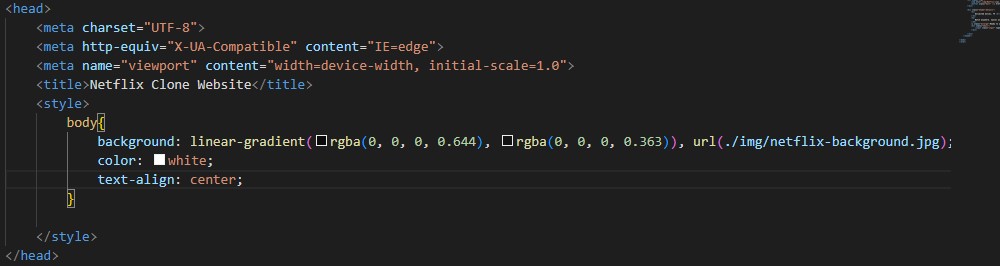 <head>
<meta charset="UTF-8">
<meta http-equiv="X-UA-Compatible" content="IE=edge">
<meta name="viewport" content="width=device-width, initial-scale=1.0">
<title>Netflix Clone Website</title>
<style>
body{
background: linear-gradient(rgba(0, 0, 0, 0.644), rgba(0, 0, 0, 0.363)), url(./img/netflix-background.jpg);
color: white;
text-align: center;
}
</style>
</head>